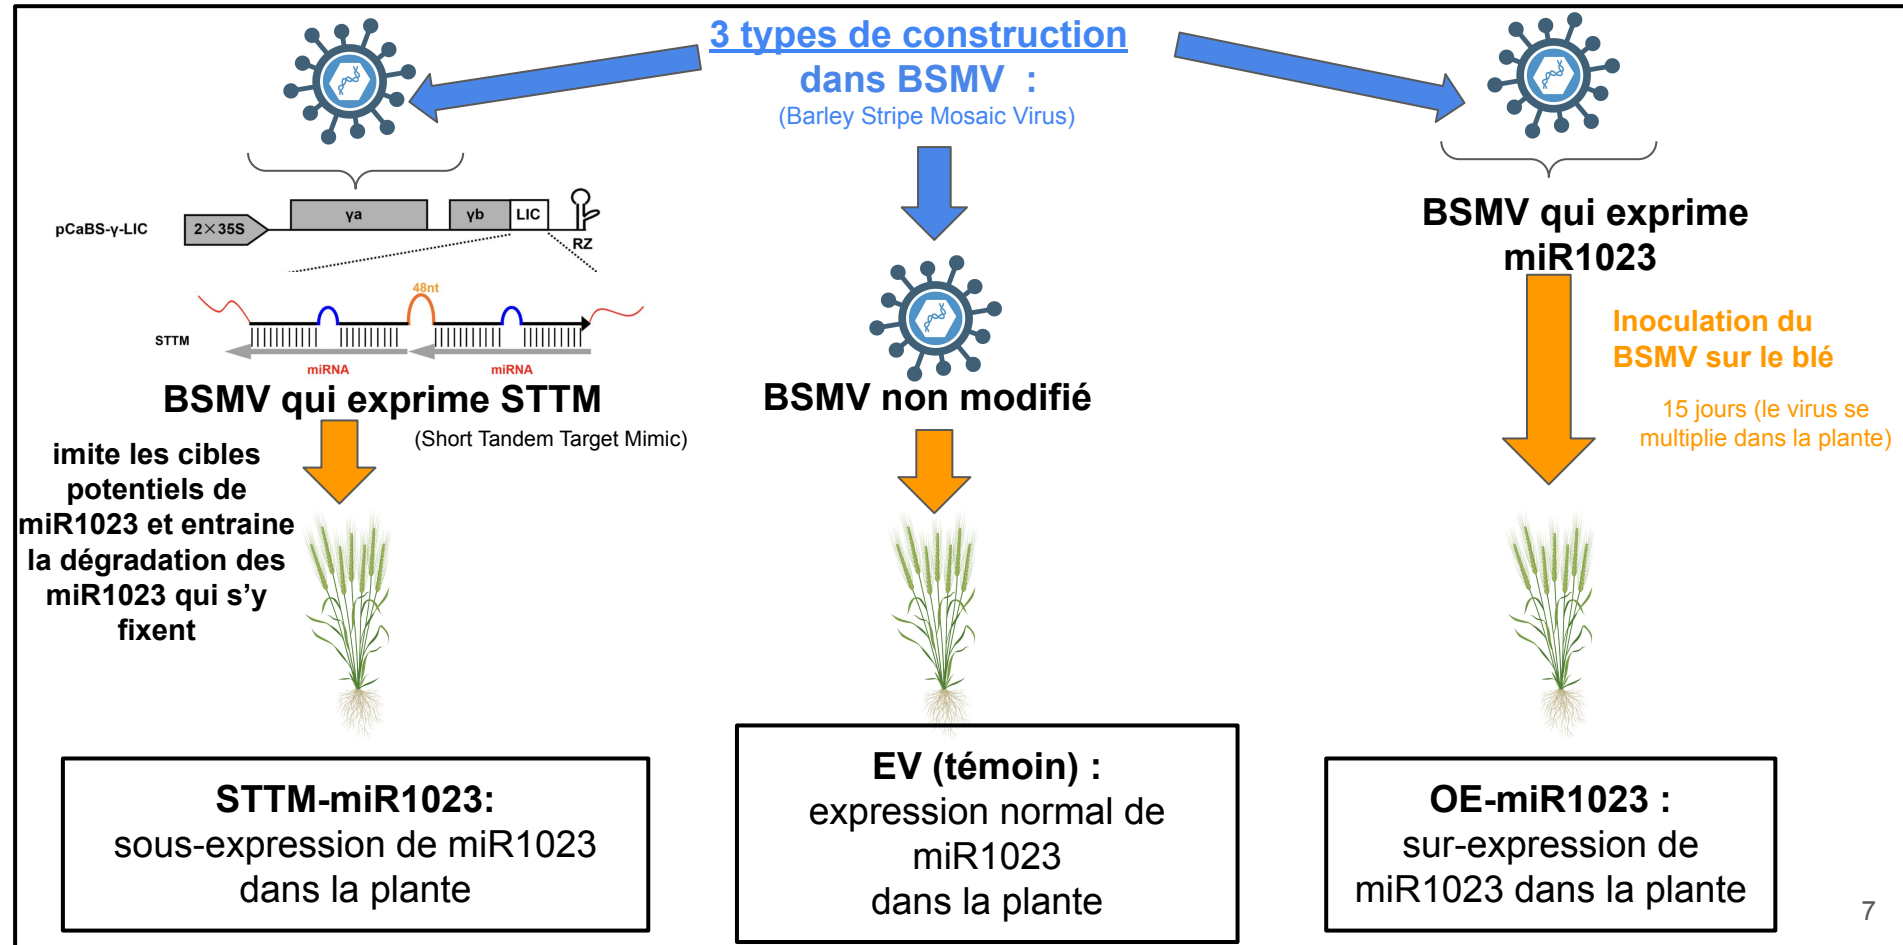 3 types de construction
dans BSMV :
(Barley Stripe Mosaic Virus)
pCaBS-γ-LIC
2×35S
γa
γb
LIC
RZ
48nt
STTM
miRNA
miRNA
BSMV qui exprime STTM
(Short Tandem Target Mimic)
imite les cibles
potentiels de
miR1023 et entraine
la dégradation des
miR1023 qui s'y
fixent
STTM-miR1023:
sous-expression de miR1023
dans la plante
BSMV non modifié
EV (témoin) :
expression normal de
miR1023
dans la plante
BSMV qui exprime
miR1023
Inoculation du
BSMV sur le blé
15 jours (le virus se
multiplie dans la plante)
OE-miR1023 :
sur-expression de
miR1023 dans la plante
7